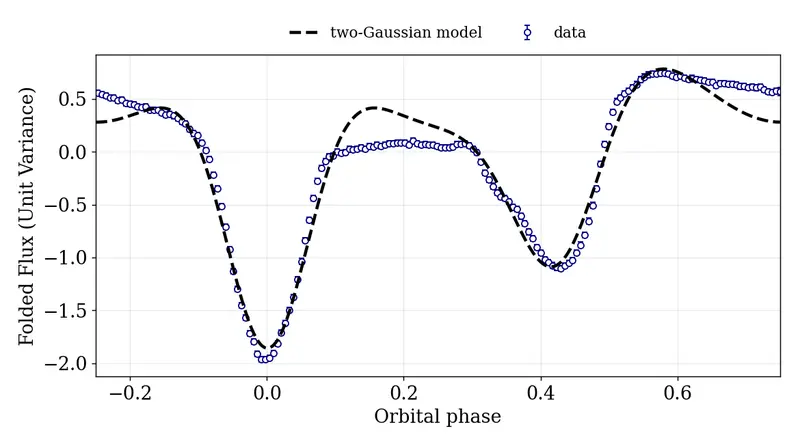 two-Gaussian model
data
Folded Flux (Unit Variance)
0.5
0.0
−0.5
−1.0
−1.5
−2.0
−0.2 0.0 0.2 0.4 0.6
Orbital phase